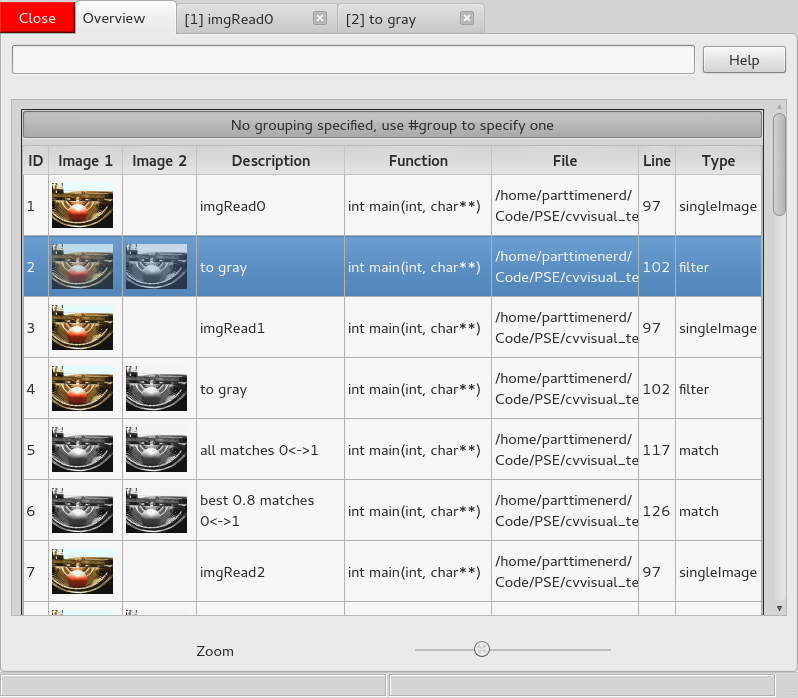 Close Overview [1] imgRead0 [2] to gray
Help
No grouping specified, use #group to specify one
ID Image 1 Image 2 Description Function File Line Type
1 imgRead0 int main(int, char**) /home/parttimenerd/ 97 singleImage
Code/PSE/cvvisual_te
2 to gray int main(int, char**) /home/parttimenerd/ 102 filter
Code/PSE/cvvisual_te
3 imgRead1 int main(int, char**) /home/parttimenerd/ 97 singleImage
Code/PSE/cvvisual_te
4 to gray int main(int, char**) /home/parttimenerd/ 102 filter
Code/PSE/cvvisual_te
5 all matches 0<->1 int main(int, char**) /home/parttimenerd/ 117 match
Code/PSE/cvvisual_te
6 best 0.8 matches int main(int, char**) /home/parttimenerd/ 126 match
0<->1 Code/PSE/cvvisual_te
7 imgRead2 int main(int, char**) /home/parttimenerd/ 97 singleImage
Code/PSE/cvvisual_te
Zoom